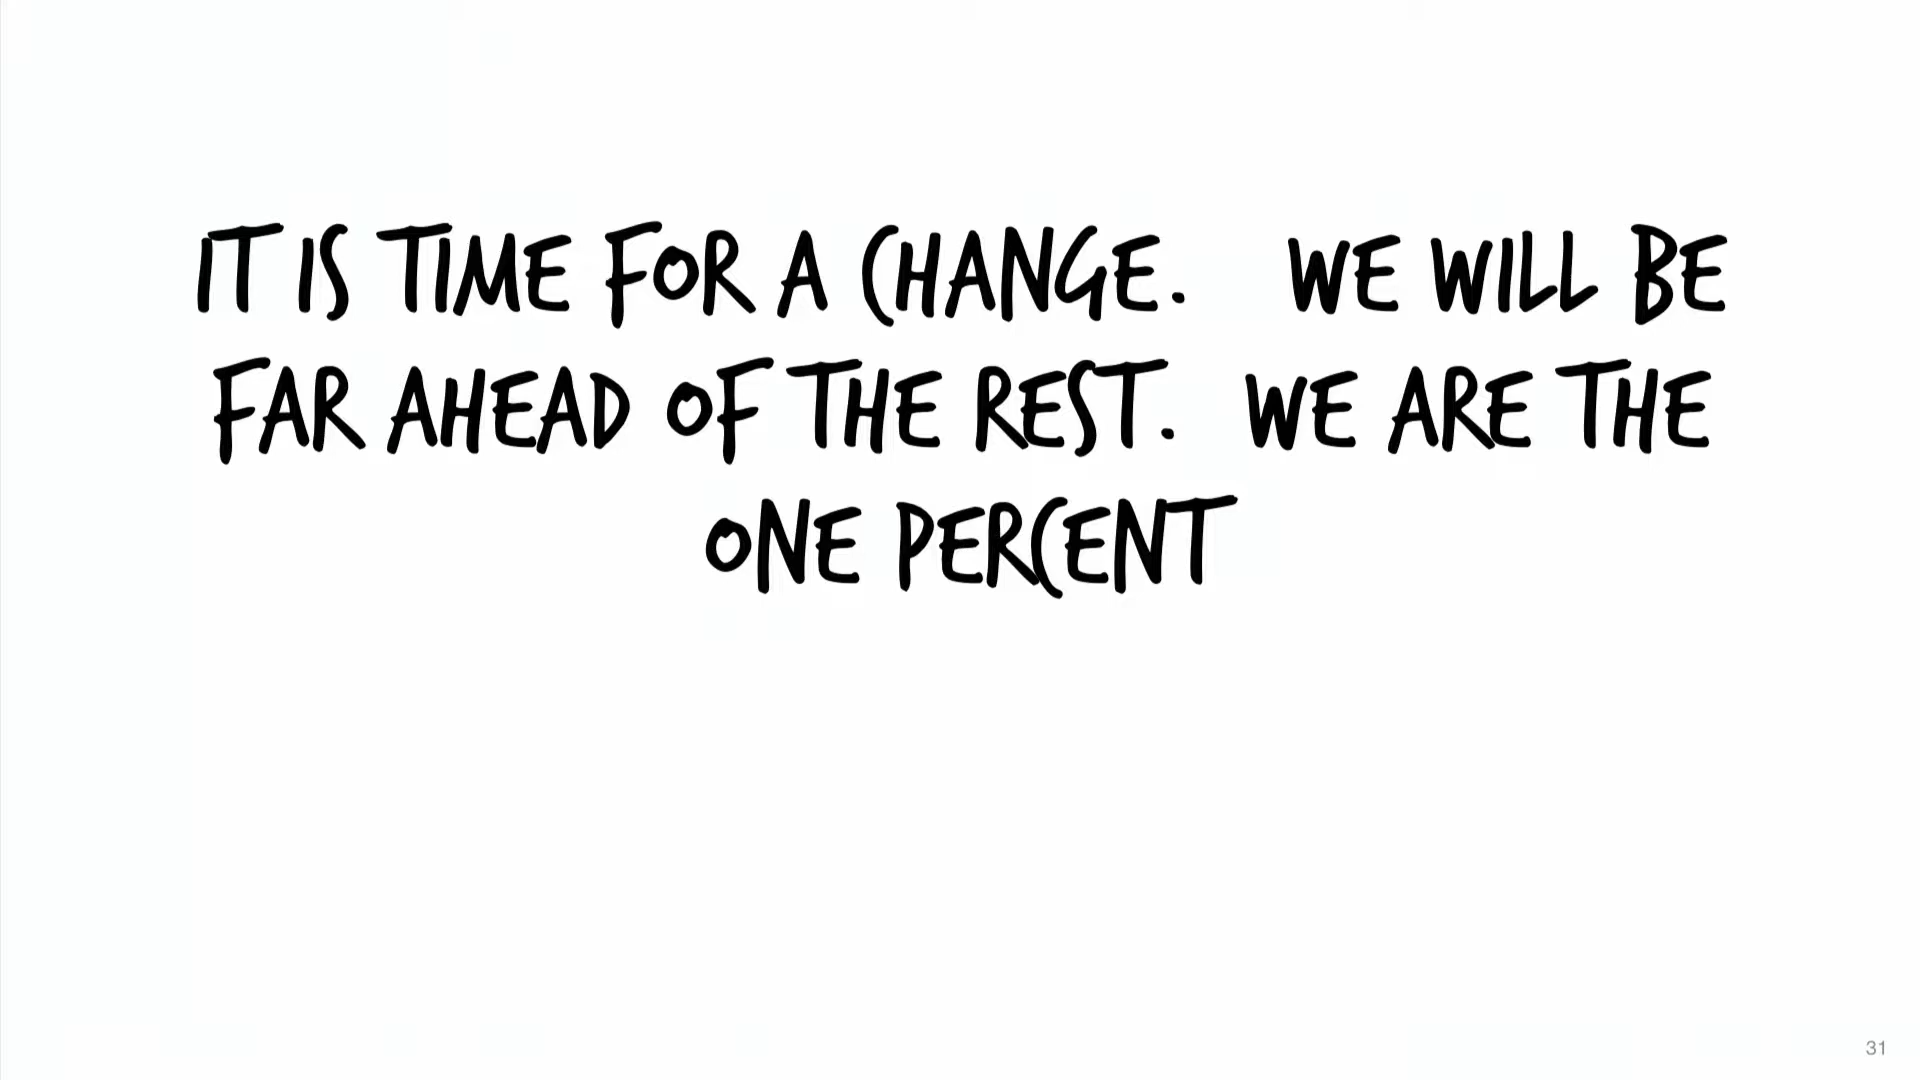 IT IS TIME FOR A CHANGE. WE WILL BE
FAR AHEAD OF THE REST. WE ARE THE
ONE PERCENT
31